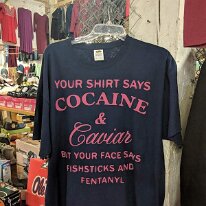 YOUR SHIRT SAYS
COCAINE
&
Caviar
BUT YOUR FACE SAYS
FISHSTICKS AND
FENTANYL